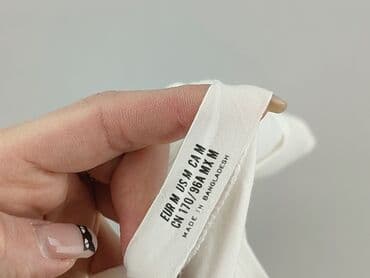 EUR M US M CA M
CN 170/96A MX M
MADE IN BANGLADESH